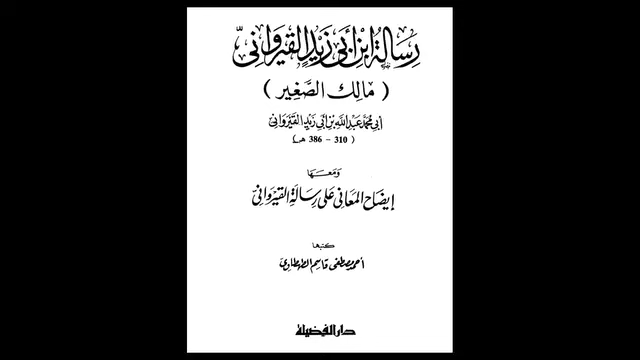 رسالة ابن أبي زيد القيرواني
( مالك الصغير )
أبي محمد عبد الله بن أبي زيد القيرواني
( 310 - 386 هـ )
ومعها
إيضاح المعاني على رسالة القيرواني
كتبها
أحمد مصطفى قاسم الطهطاوي
دار الفضيلة